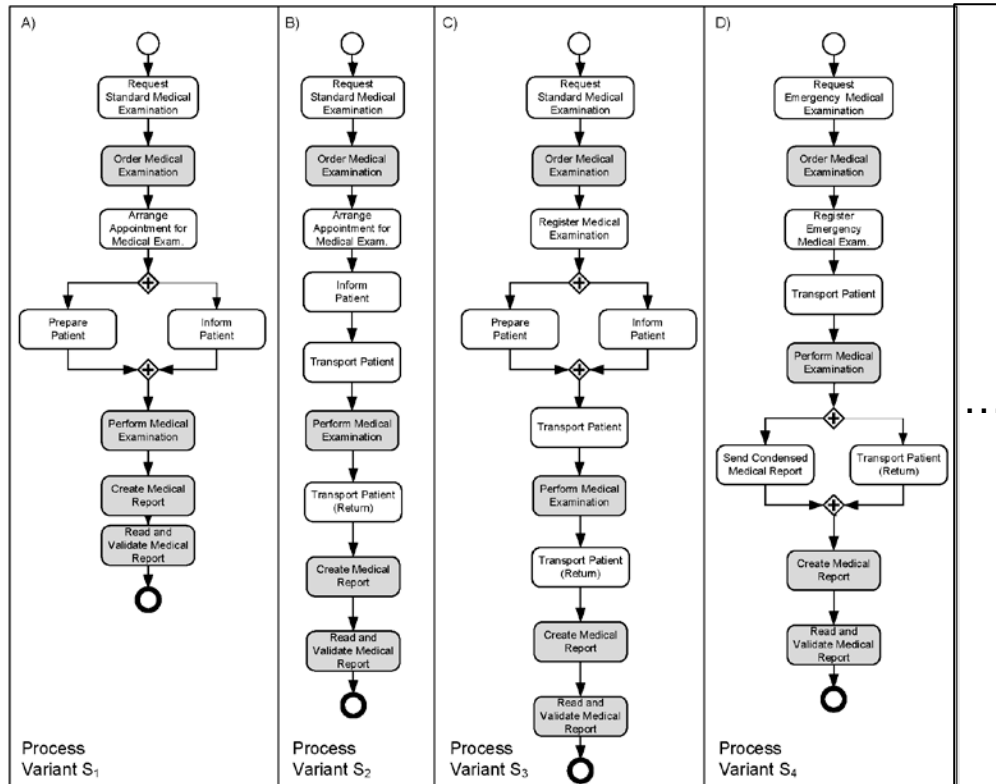 A)
Request
Standard Medical
Examination
Order Medical
Examination
Arrange
Appointment for
Medical Exam.
Prepare
Patient
Inform
Patient
Perform Medical
Examination
Create Medical
Report
Read and
Validate Medical
Report
Process
Variant S1
B)
Request
Standard Medical
Examination
Order Medical
Examination
Arrange
Appointment for
Medical Exam.
Inform
Patient
Transport Patient
Perform Medical
Examination
Transport Patient
(Return)
Create Medical
Report
Read and
Validate Medical
Report
Process
Variant S2
C)
Request
Standard Medical
Examination
Order Medical
Examination
Register Medical
Examination
Prepare
Patient
Inform
Patient
Transport Patient
Perform Medical
Examination
Transport Patient
(Return)
Create Medical
Report
Read and
Validate Medical
Report
Process
Variant S3
D)
Request
Emergency Medical
Examination
Order Medical
Examination
Register
Emergency
Medical Exam.
Transport Patient
Perform Medical
Examination
Send Condensed
Medical Report
Transport Patient
(Return)
Create Medical
Report
Read and
Validate Medical
Report
Process
Variant S4
...